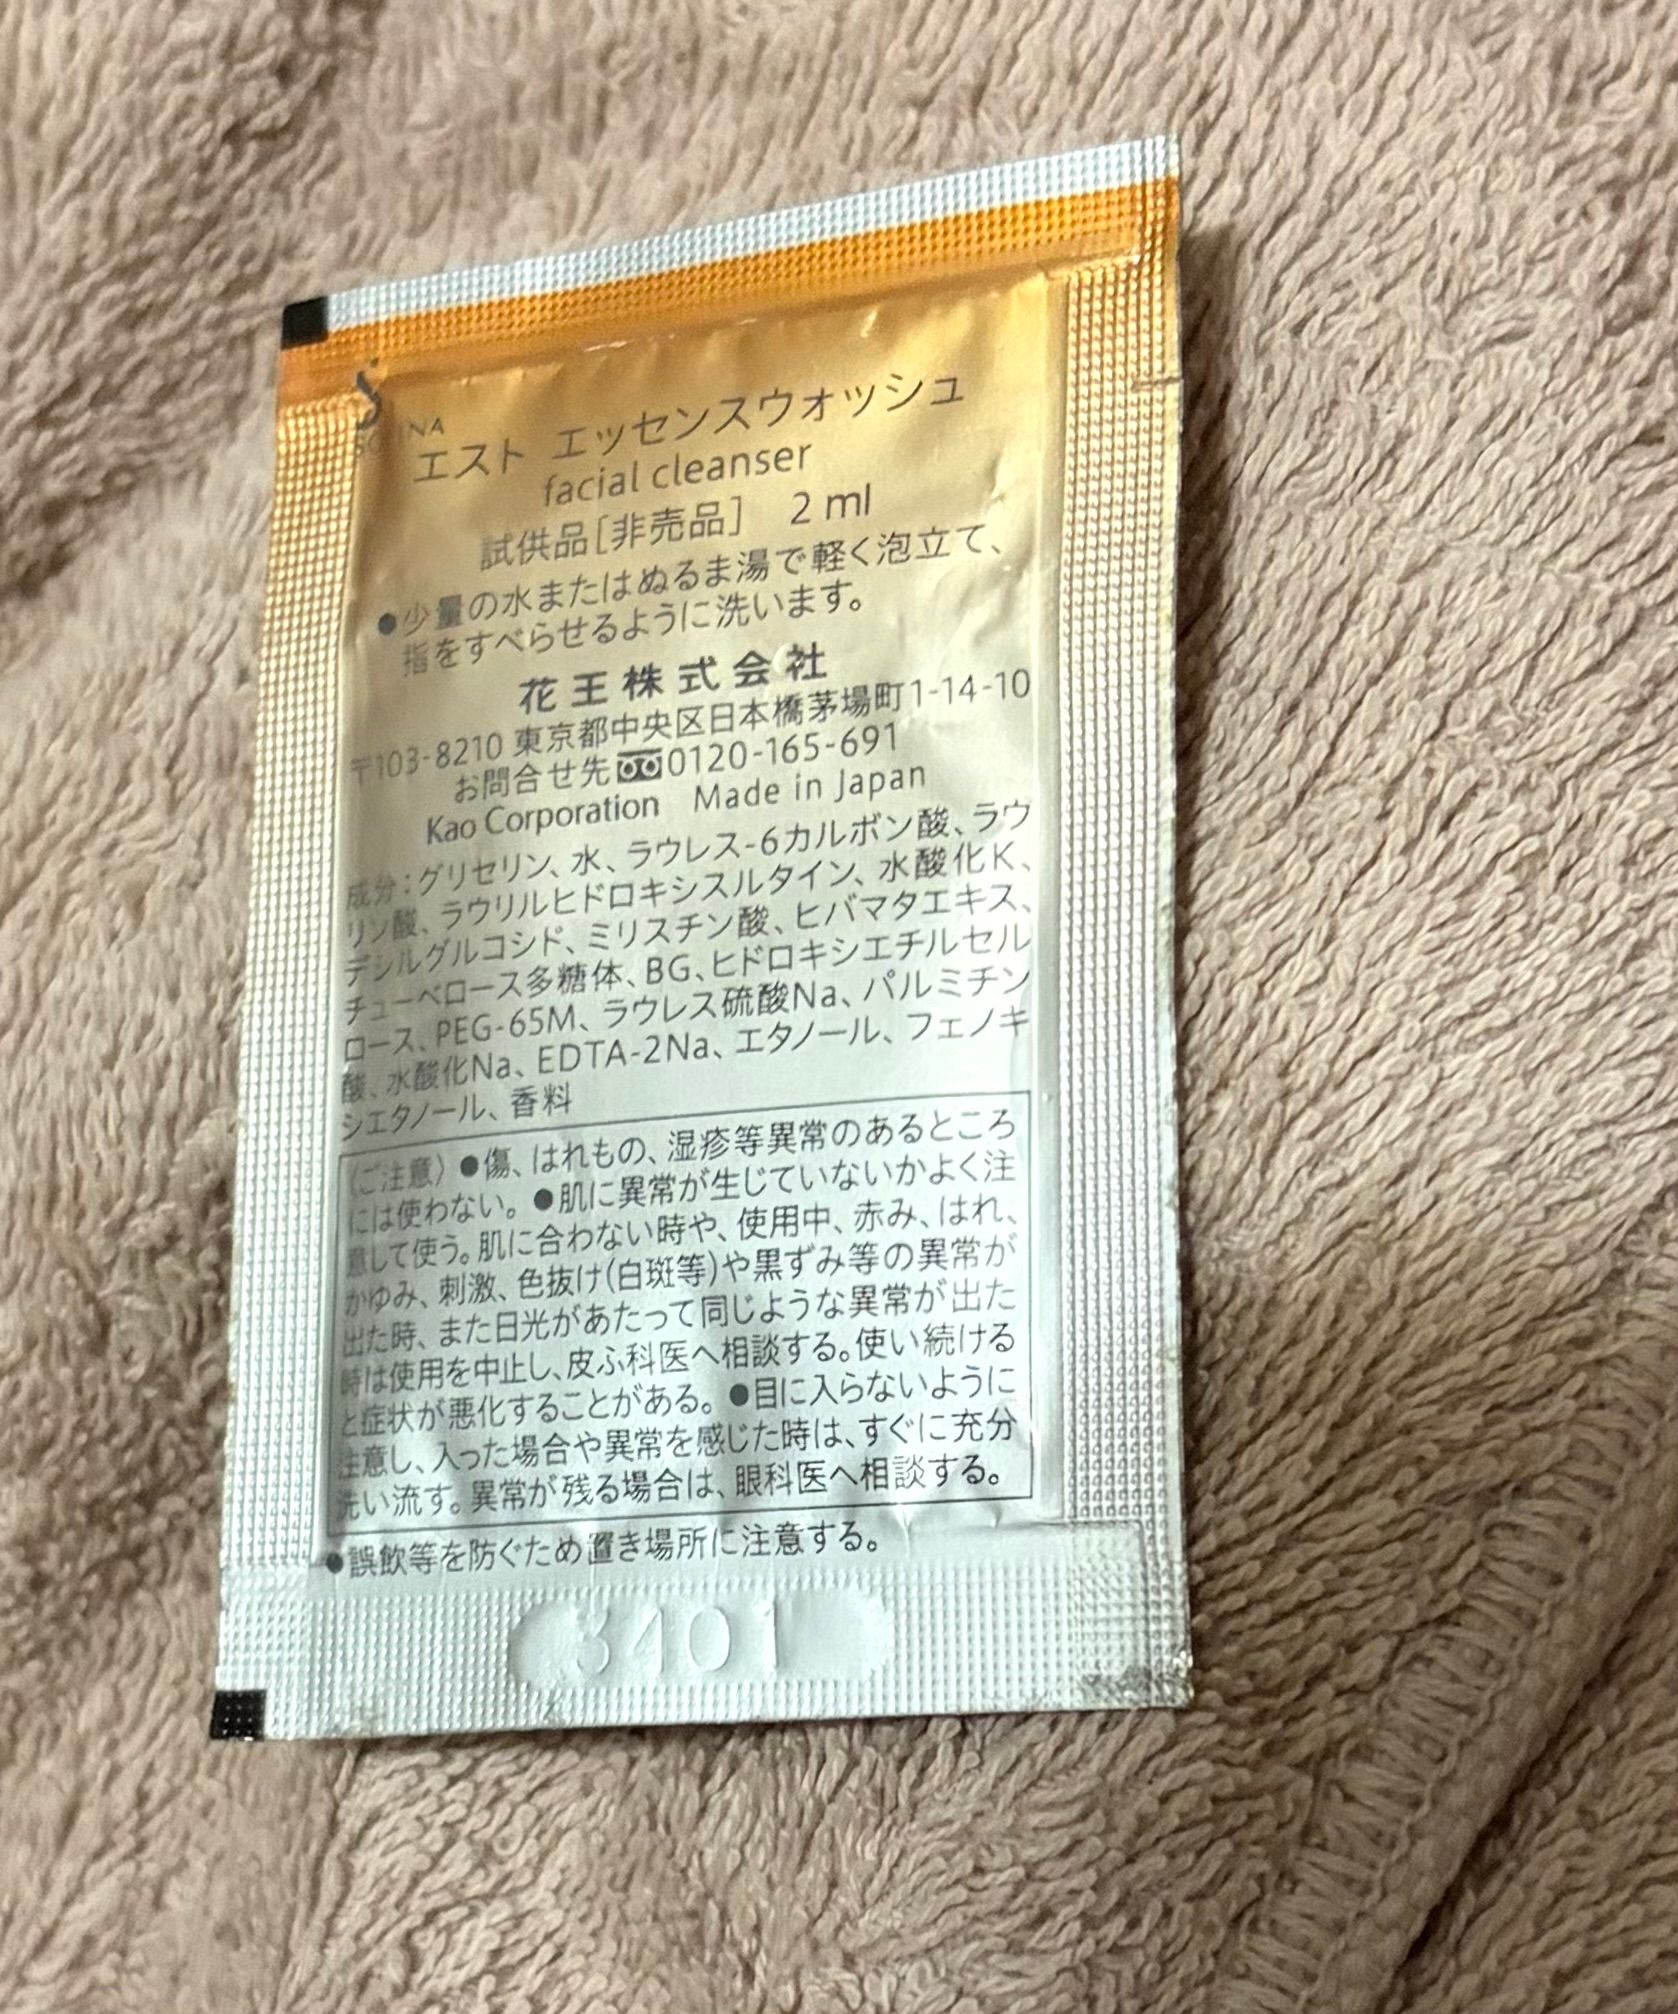 エスト エッセンスウォッシュ
facial cleanser
試供品[非売品] 2 ml
●少量の水またはぬるま湯で軽く泡立て、
指をすべらせるように洗います。
花王株式会社
〒103-8210 東京都中央区日本橋茅場町1-14-10
お問合せ先 0120-165-691
Kao Corporation Made in Japan
成分:グリセリン、水、ラウレス-6カルボン酸、ラウ
リン酸、ラウリルヒドロキシスルタイン、水酸化K、
デシルグルコシド、ミリスチン酸、ヒバマタエキス、
チューベロース多糖体、BG、ヒドロキシエチルセル
ロース、PEG-65M、ラウレス硫酸Na、パルミチン
酸、水酸化Na、EDTA-2Na、エタノール、フェノキ
シエタノール、香料
〈ご注意〉●傷、はれもの、湿疹等異常のあるところ
には使わない。●肌に異常が生じていないかよく注
意して使う。肌に合わない時や、使用中、赤み、はれ、
かゆみ、刺激、色抜け(白斑等)や黒ずみ等の異常が
出た時、また日光があたって同じような異常が出た
時は使用を中止し、皮ふ科医へ相談する。使い続ける
と症状が悪化することがある。●目に入らないように
注意し、入った場合や異常を感じた時は、すぐに充分
洗い流す。異常が残る場合は、眼科医へ相談する。
●誤飲等を防ぐため置き場所に注意する。
3401